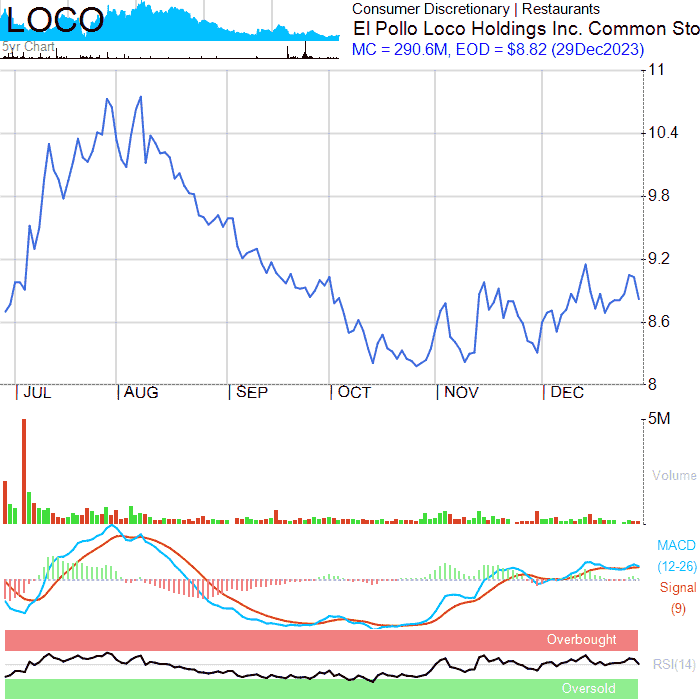 LOCO
5yr Chart
Consumer Discretionary | Restaurants
El Pollo Loco Holdings Inc. Common Sto
MC = 290.6M, EOD = $8.82 (29Dec2023)
11
10.4
9.8
9.2
8.6
8
JUL AUG SEP OCT NOV DEC
5M
Volume
MACD
(12-26)
Signal
(9)
Overbought
RSI(14)
Oversold